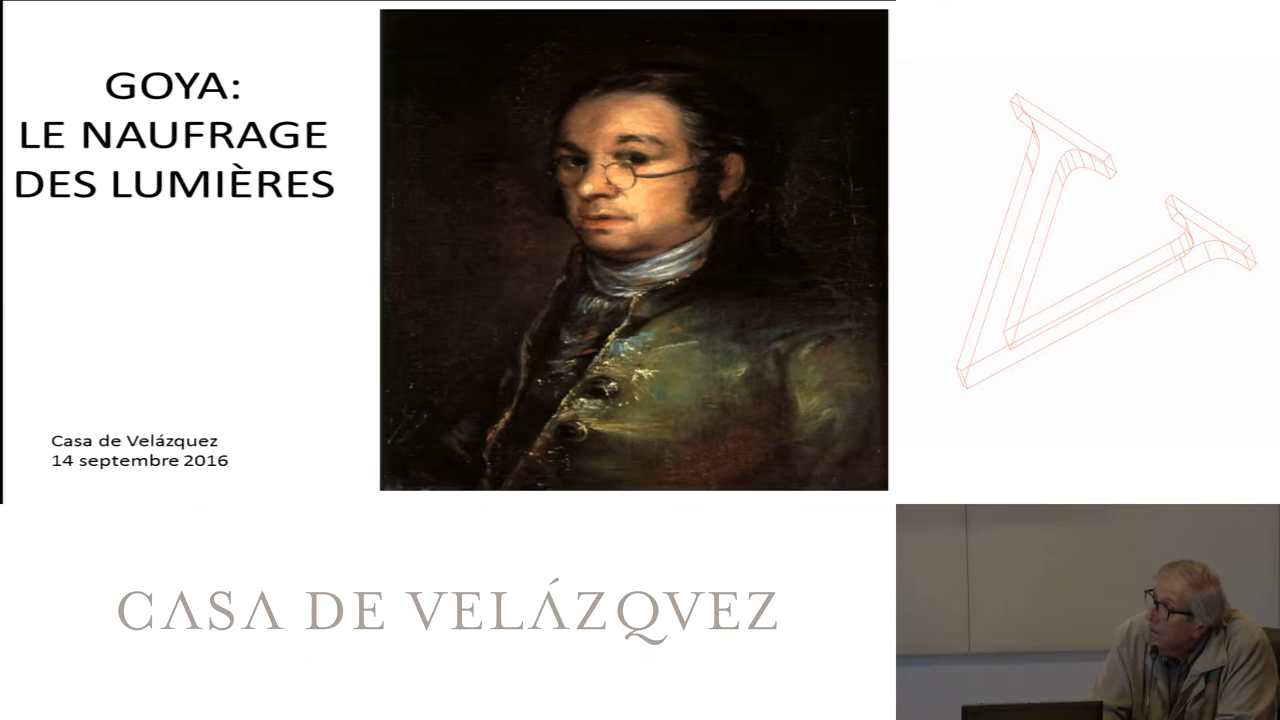 GOYA:
LE NAUFRAGE
DES LUMIÈRES
Casa de Velázquez
14 septembre 2016
CASA DE VELÁZQVEZ